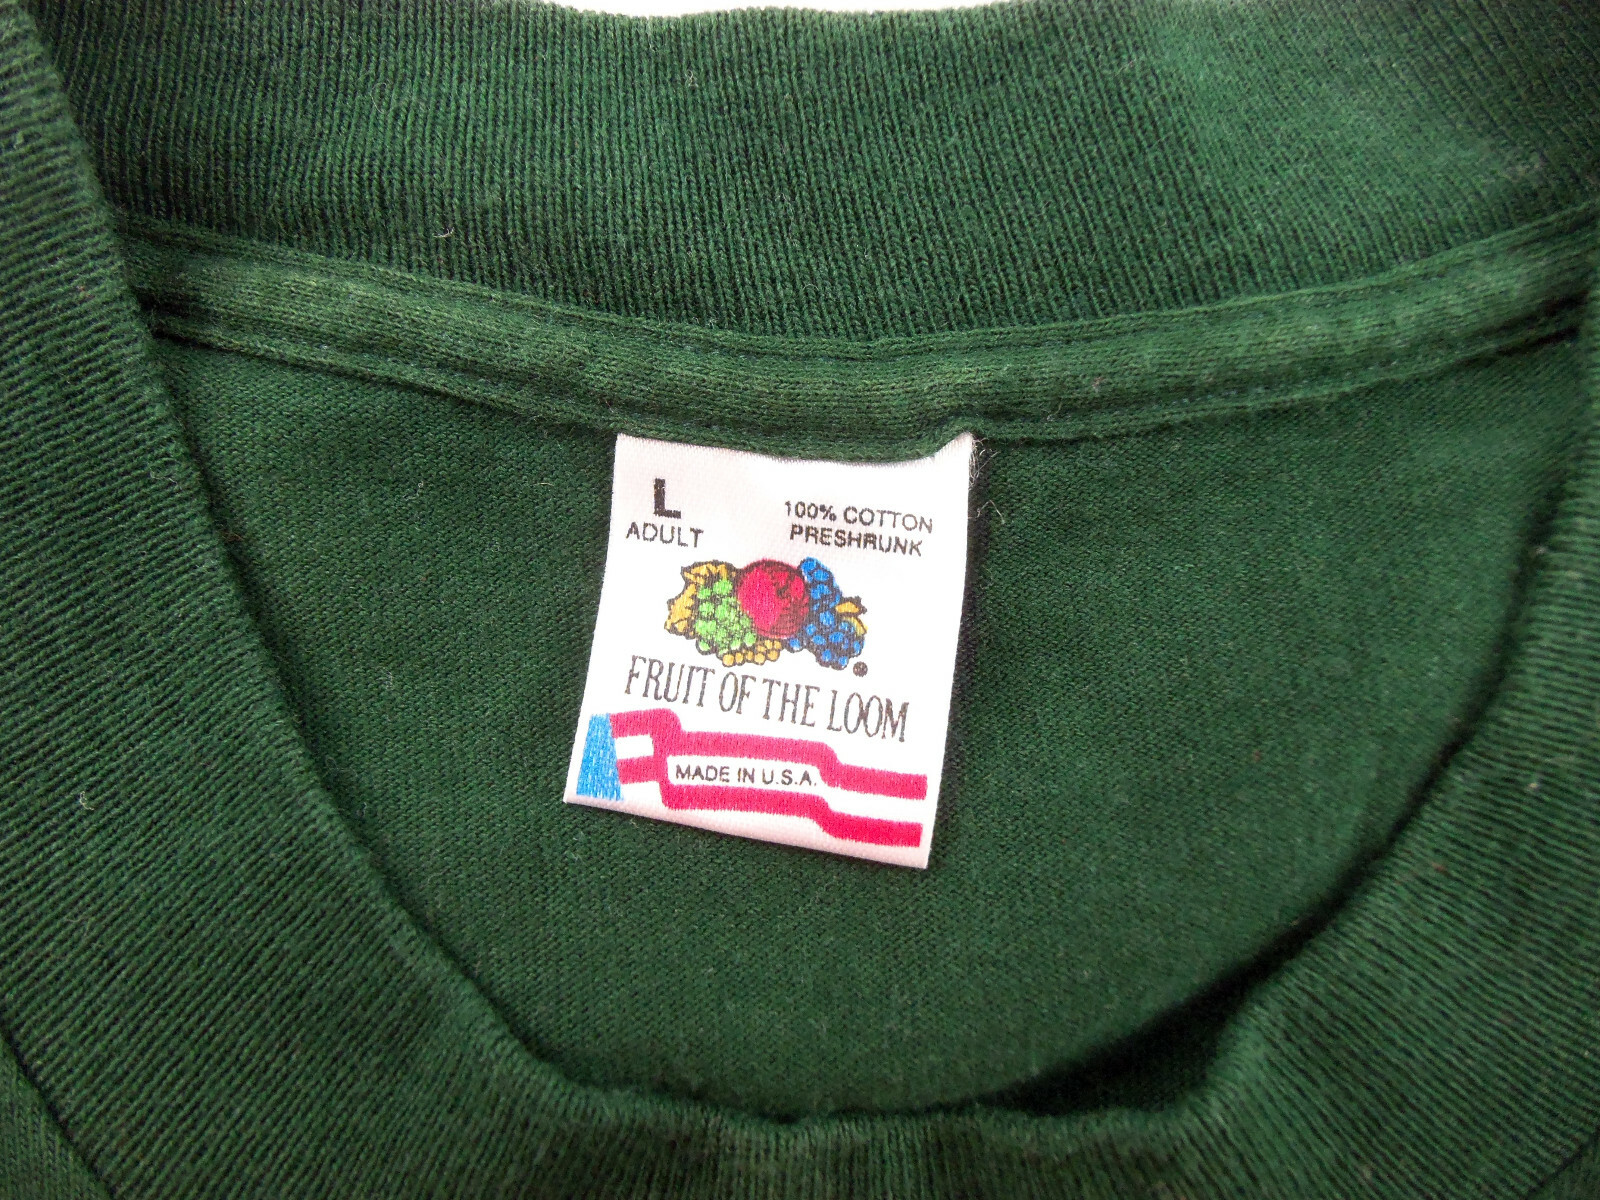 L
ADULT
100% COTTON
PRESHRUNK
®
FRUIT OF THE LOOM
MADE IN U.S.A.